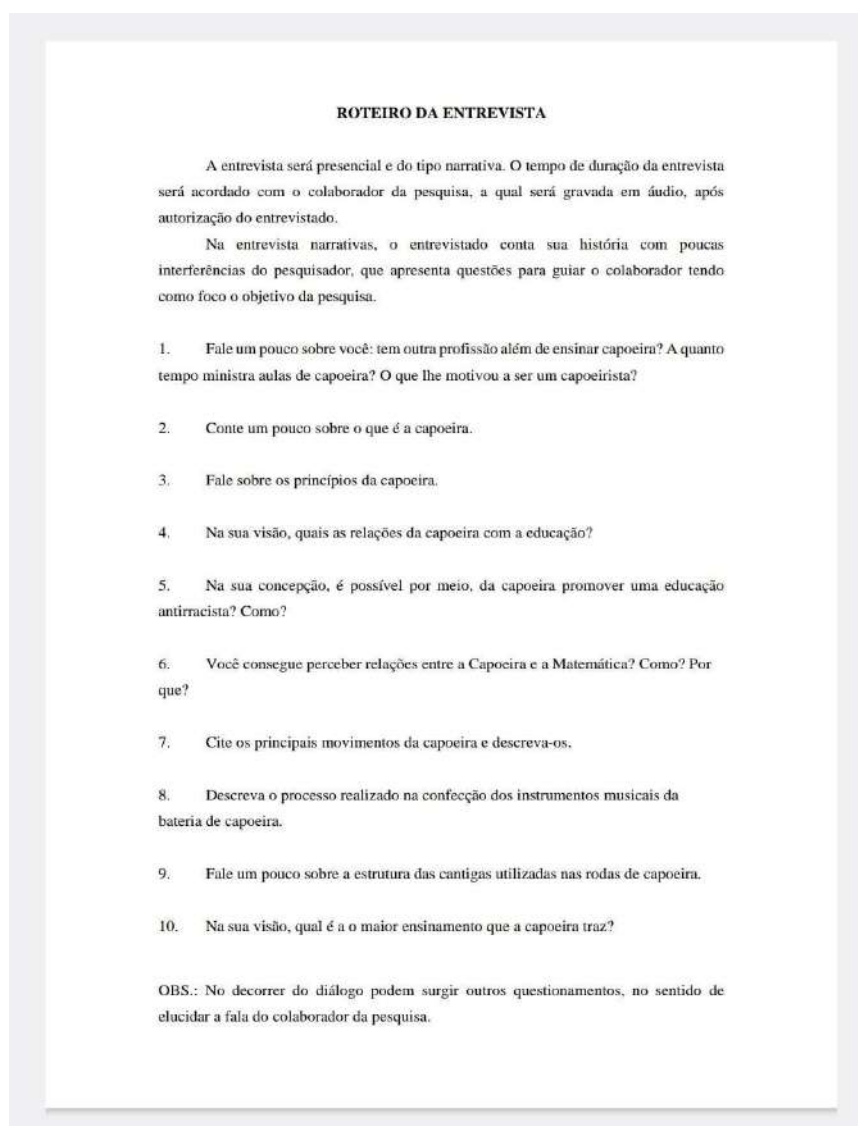 ROTEIRO DA ENTREVISTA
A entrevista será presencial e do tipo narrativa. O tempo de duração da entrevista
será acordado com o colaborador da pesquisa, a qual será gravada em áudio, após
autorização do entrevistado.
Na entrevista narrativas, o entrevistado conta sua história com poucas
interferências do pesquisador, que apresenta questões para guiar o colaborador tendo
como foco o objetivo da pesquisa.
1. Fale um pouco sobre você: tem outra profissão além de ensinar capoeira? A quanto
tempo ministra aulas de capoeira? O que lhe motivou a ser um capoeirista?
2. Conte um pouco sobre o que é a capoeira.
3. Fale sobre os princípios da capoeira.
4. Na sua visão, quais as relações da capoeira com a educação?
5. Na sua concepção, é possível por meio, da capoeira promover uma educação
antirracista? Como?
6. Você consegue perceber relações entre a Capoeira e a Matemática? Como? Por
que?
7. Cite os principais movimentos da capoeira e descreva-os.
8. Descreva o processo realizado na confecção dos instrumentos musicais da
bateria de capoeira.
9. Fale um pouco sobre a estrutura das cantigas utilizadas nas rodas de capoeira.
10. Na sua visão, qual é a o maior ensinamento que a capoeira traz?
OBS.: No decorrer do diálogo podem surgir outros questionamentos, no sentido de
elucidar a fala do colaborador da pesquisa.